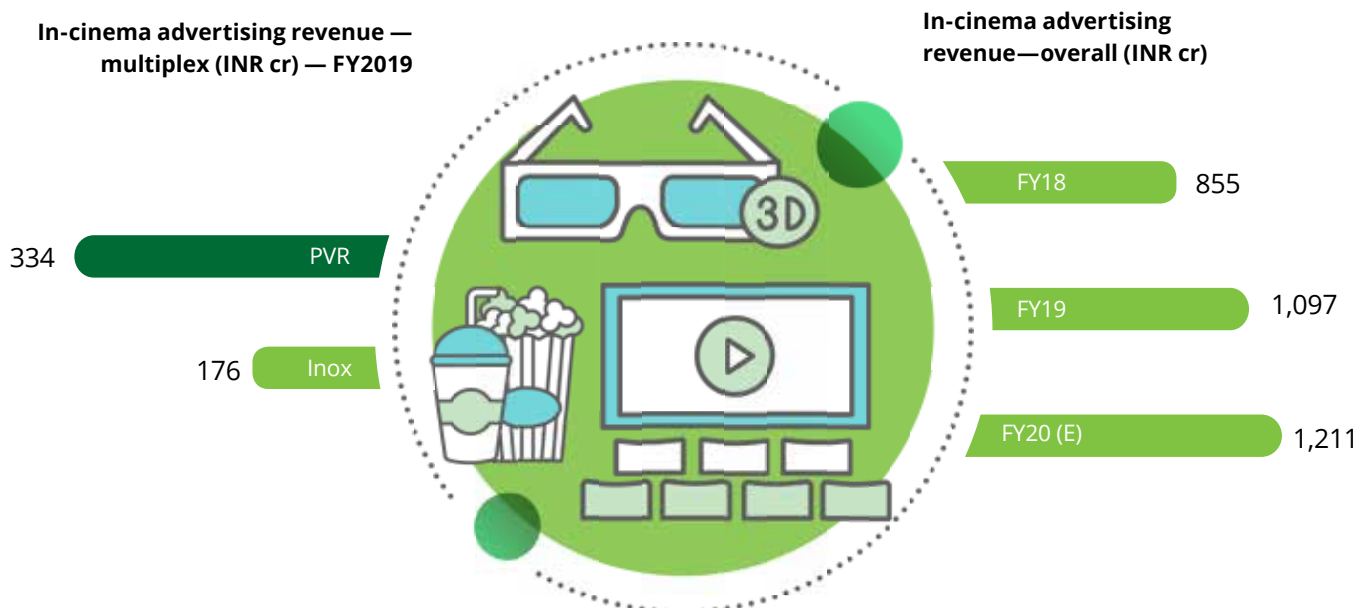 In-cinema advertising revenue —
multiplex (INR cr) — FY2019
334
PVR
176
Inox
3D
In-cinema advertising
revenue—overall (INR cr)
FY18
855
FY19
1,097
FY20 (E)
1,211